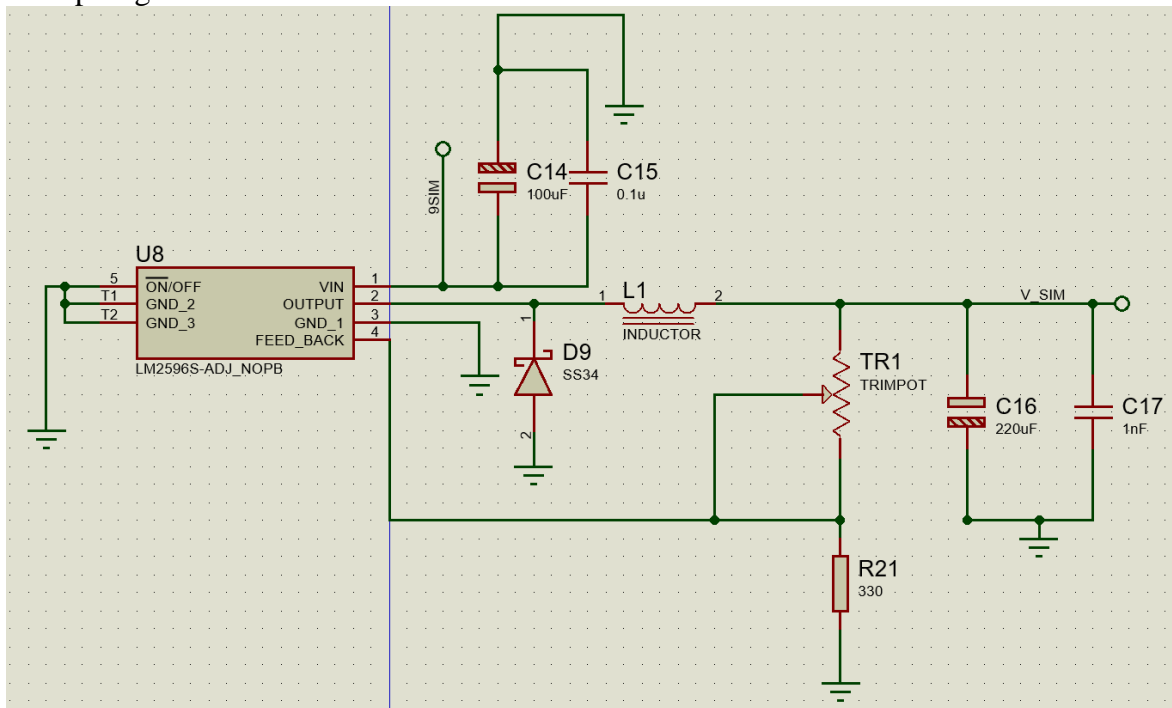 C14
100uF
C15
0.1u
9SIM
U8
5
T1
T2
ON/OFF
GND_2
GND_3
VIN
OUTPUT
GND_1
FEED_BACK
1
2
3
4
LM2596S-ADJ_NOPB
1
L1
2
INDUCTOR
V_SIM
1
D9
SS34
2
TR1
TRIMPOT
C16
220uF
C17
1nF
R21
330